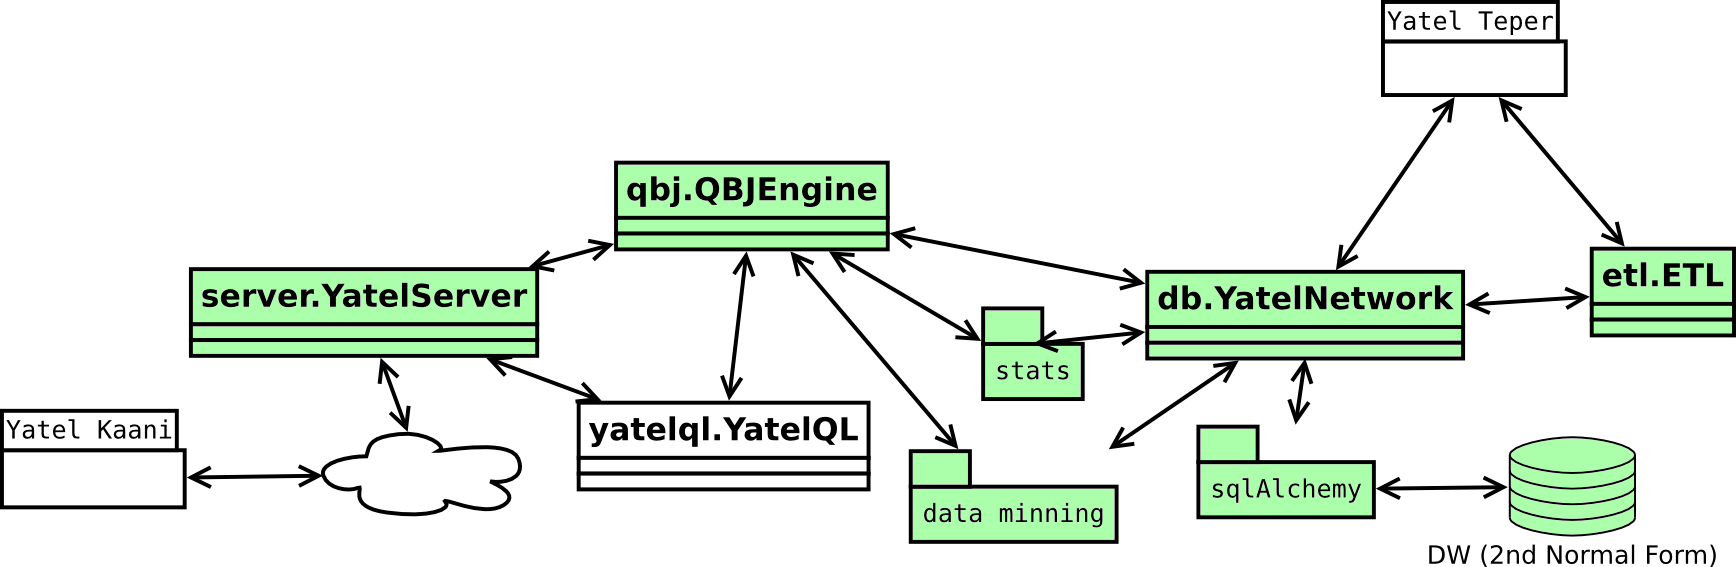 Yatel Teper
qbj.QBJEngine
etl.ETL
server.YatelServer
db.YatelNetwork
stats
Yatel Kaani
yatelql.YatelQL
sqlAlchemy
data minning
DW (2nd Normal Form)